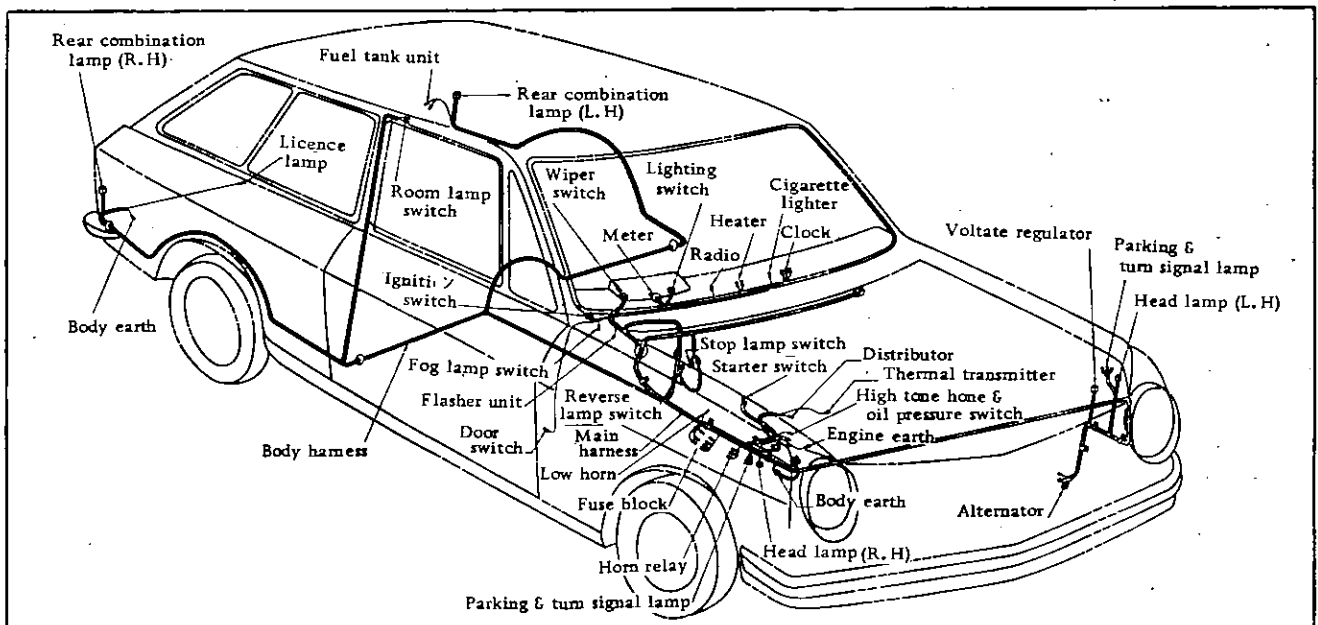 Rear combination
lamp (R.H)
Fuel tank unit
Rear combination
lamp (L.H)
Licence
lamp
Room lamp
switch
Wiper
switch
Lighting
switch
Cigarette
lighter
Heater
Clock
Meter
Radio
Voltate regulator
Parking &
turn signal lamp
Head lamp (L.H)
Ignition
switch
Body earth
Stop lamp switch
Starter switch
Distributor
Thermal transmitter
Fog lamp switch
High tone hone &
oil pressure switch
Flasher unit
Reverse
lamp switch
Engine earth
Door
switch
Main
harness
Body harness
Low horn
Fuse block
Body earth
Alternator
Head lamp (R.H)
Horn relay
Parking & turn signal lamp